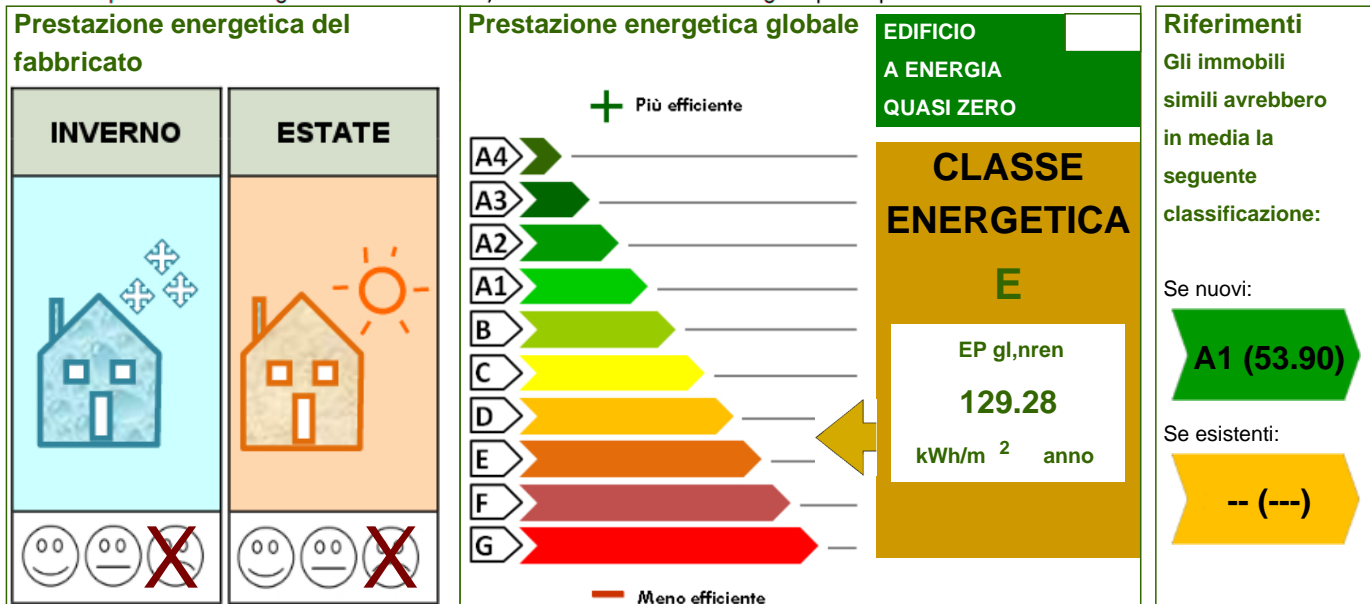 Prestazione energetica del
fabbricato
INVERNO
ESTATE
Prestazione energetica globale
Più efficiente
A4
A3
A2
A1
B
C
D
E
F
G
Meno efficiente
EDIFICIO
A ENERGIA
QUASI ZERO
CLASSE
ENERGETICA
E
EP gl,nren
129.28
kWh/m 2 anno
Riferimenti
Gli immobili
simili avrebbero
in media la
seguente
classificazione:
Se nuovi:
A1 (53.90)
Se esistenti:
-- (---)